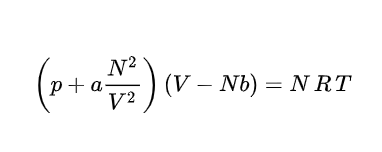 (p + a N²/V²) (V − Nb) = N R T